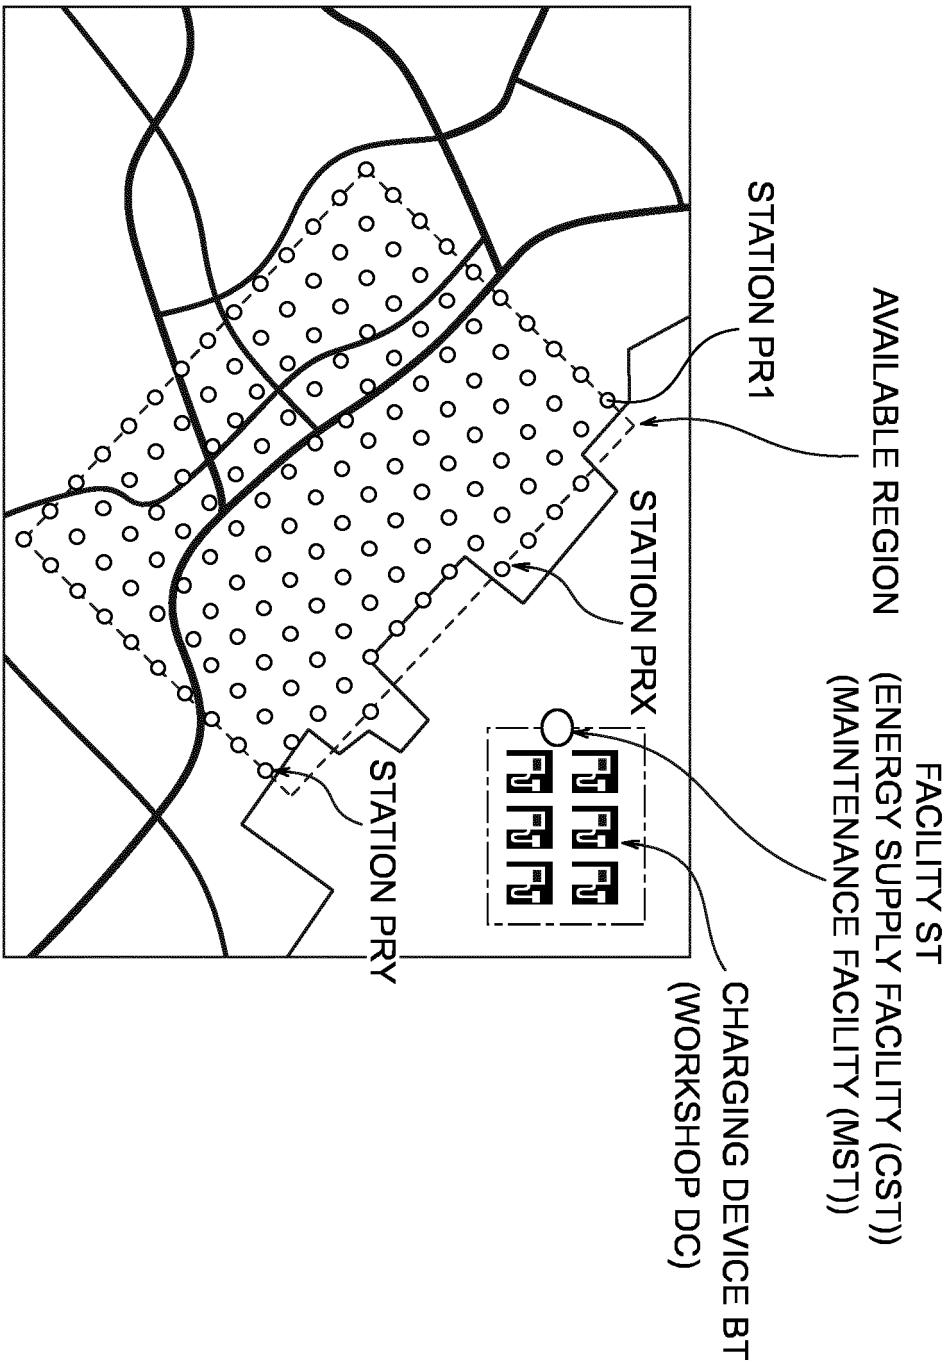 FACILITY ST
(ENERGY SUPPLY FACILITY (CST))
(MAINTENANCE FACILITY (MST))
AVAILABLE REGION
STATION PR1
CHARGING DEVICE BT
(WORKSHOP DC)
STATION PRX
STATION PRY